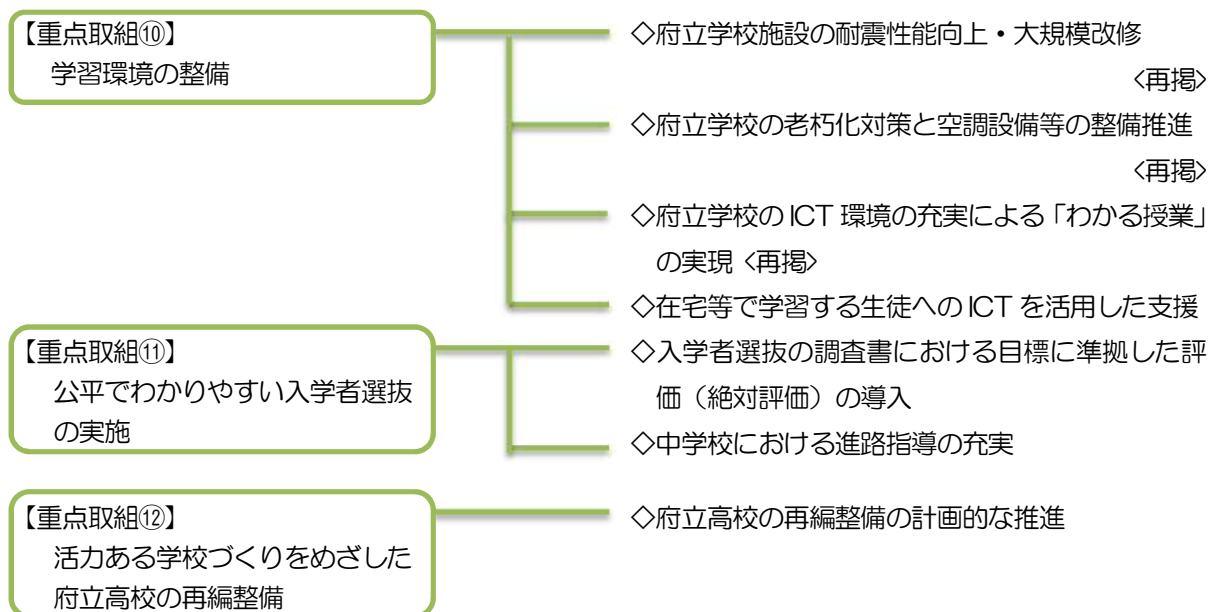 【重点取組⑩】
学習環境の整備
◇府立学校施設の耐震性能向上・大規模改修
<再掲>
◇府立学校の老朽化対策と空調設備等の整備推進
<再掲>
◇府立学校のICT 環境の充実による「わかる授業」
の実現 <再掲>
◇在宅等で学習する生徒へのICT を活用した支援
【重点取組⑪】
公平でわかりやすい入学者選抜
の実施
◇入学者選抜の調査書における目標に準拠した評
価（絶対評価）の導入
◇中学校における進路指導の充実
【重点取組⑫】
活力ある学校づくりをめざした
府立高校の再編整備
◇府立高校の再編整備の計画的な推進